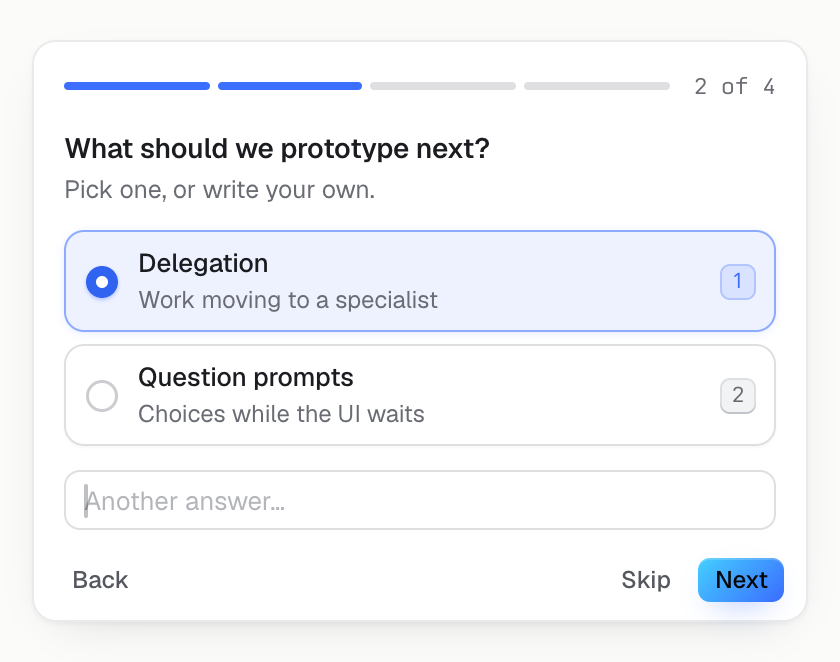 2 of 4
What should we prototype next?
Pick one, or write your own.
Delegation
Work moving to a specialist
1
Question prompts
Choices while the UI waits
2
Another answer…
Back
Skip
Next